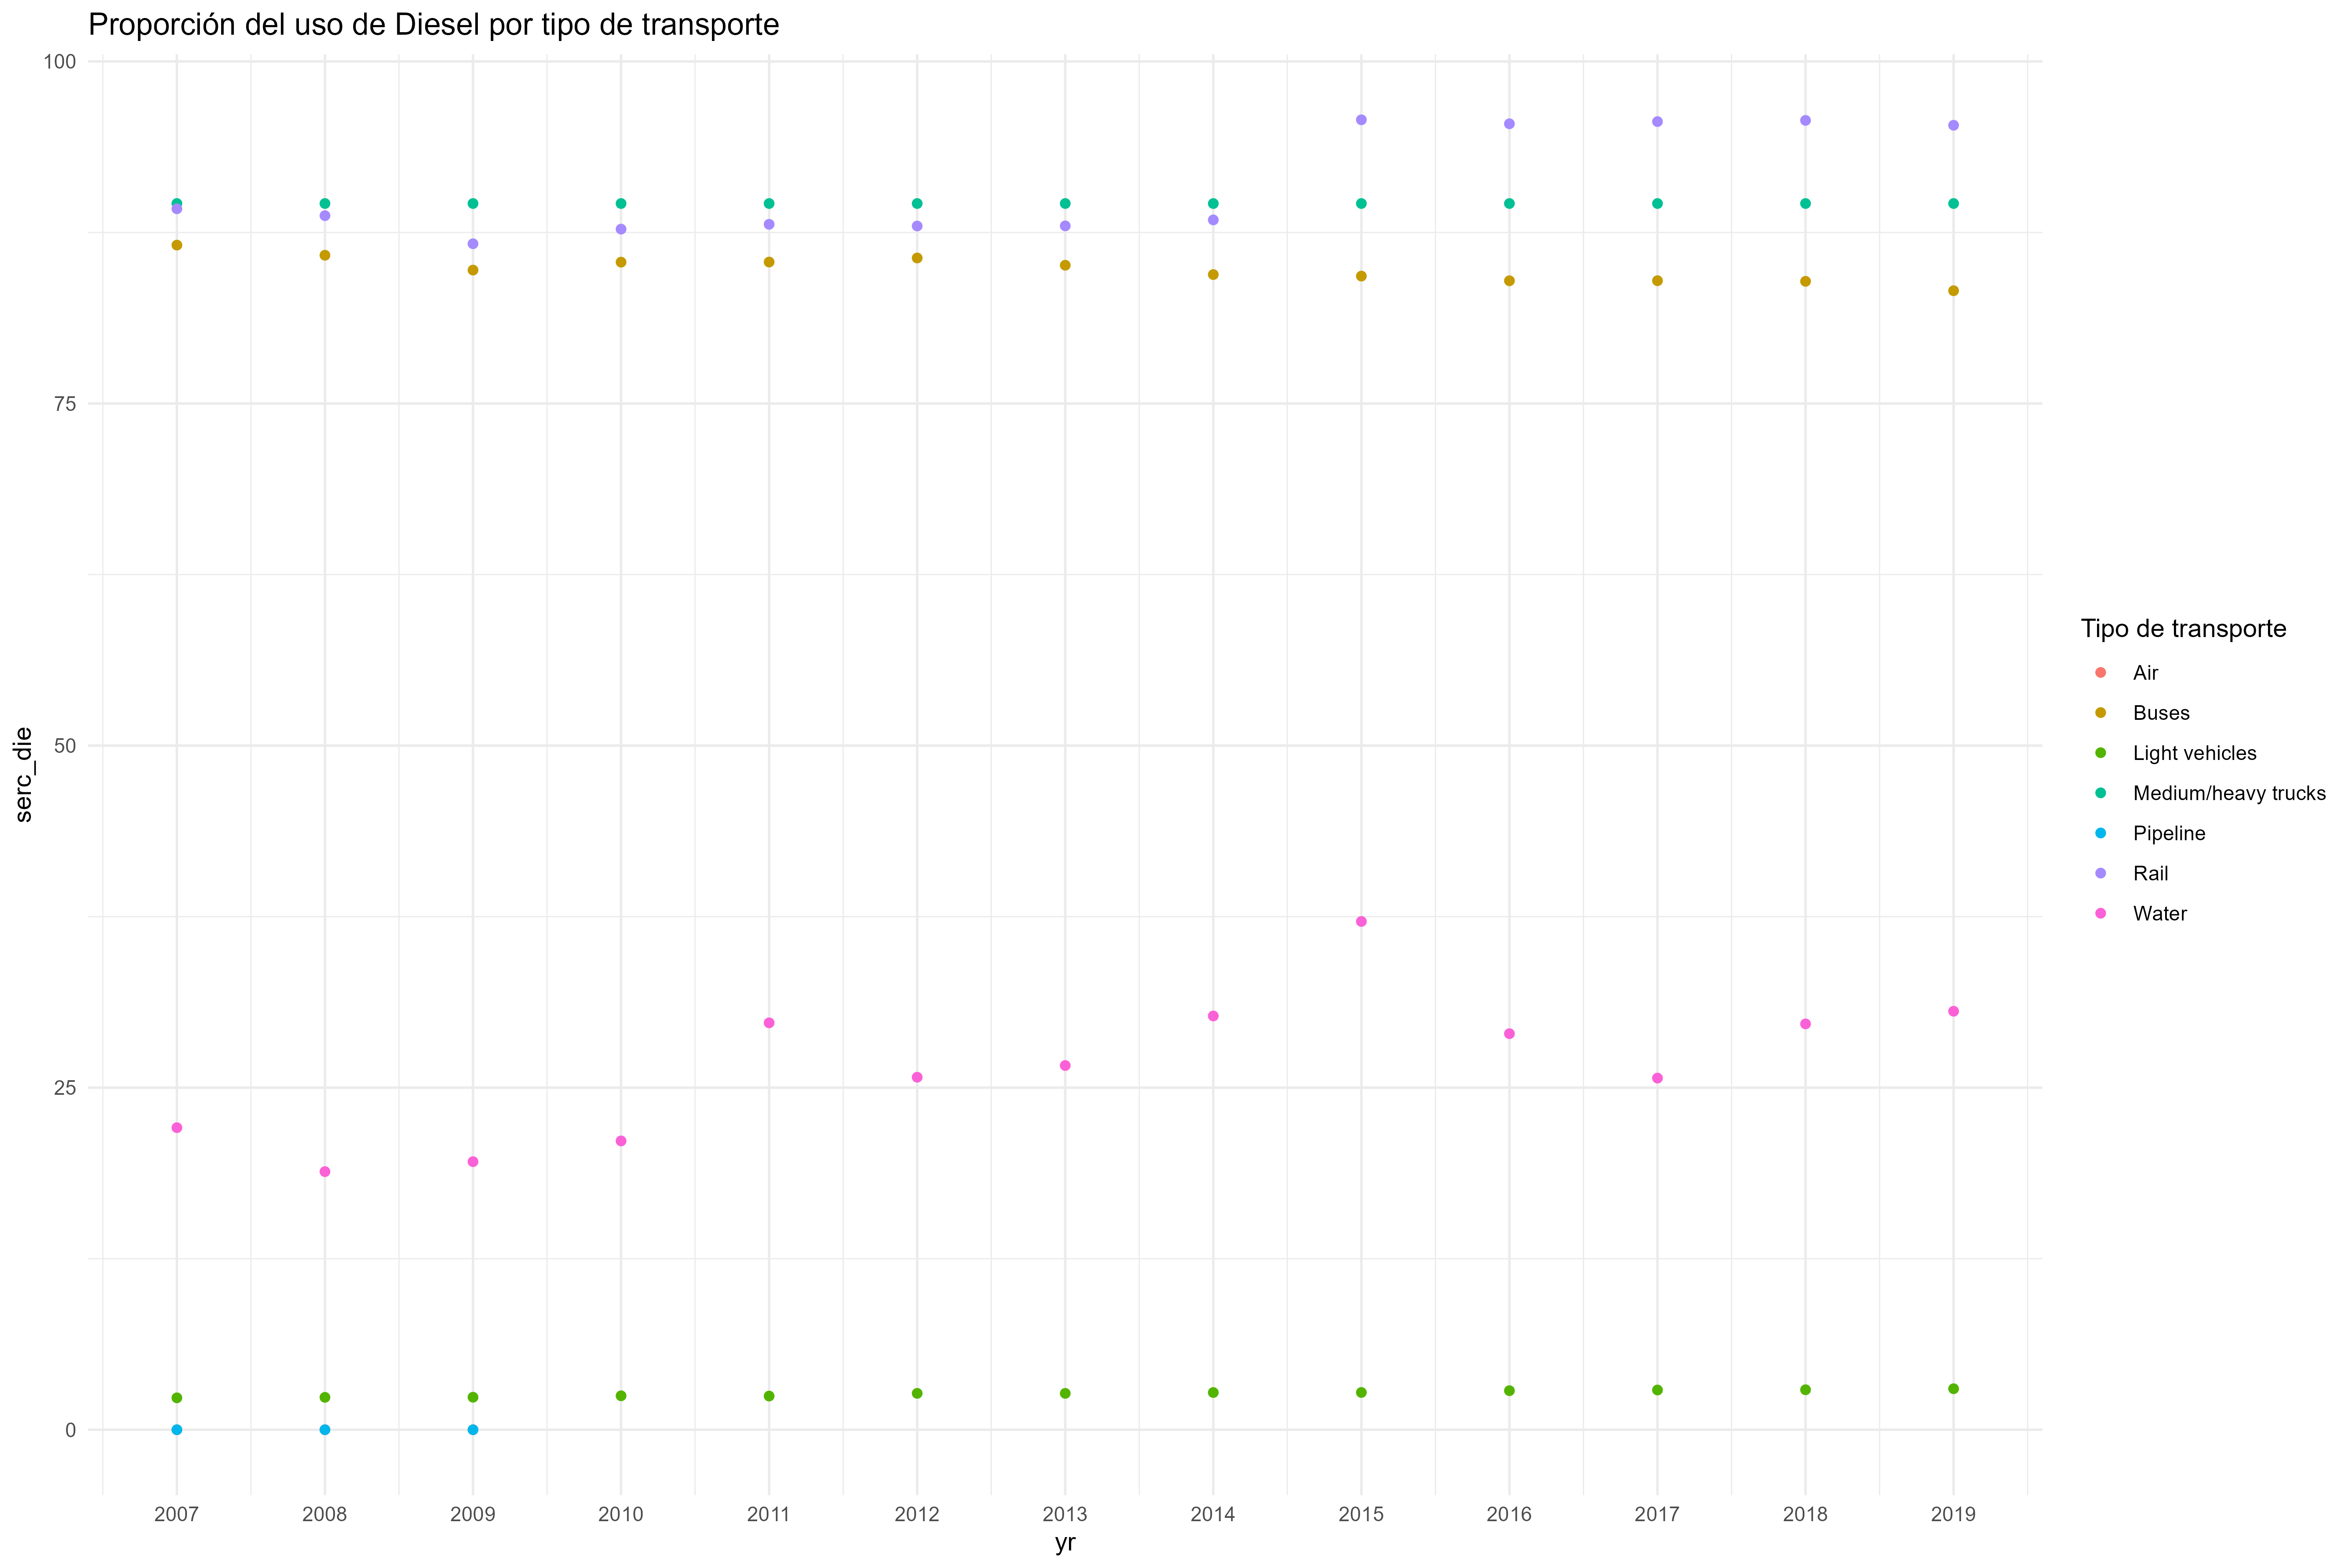 Proporción del uso de Diesel por tipo de transporte
100
75
50
25
0
serc_die
2007 2008 2009 2010 2011 2012 2013 2014 2015 2016 2017 2018 2019
yr
Tipo de transporte
Air
Buses
Light vehicles
Medium/heavy trucks
Pipeline
Rail
Water